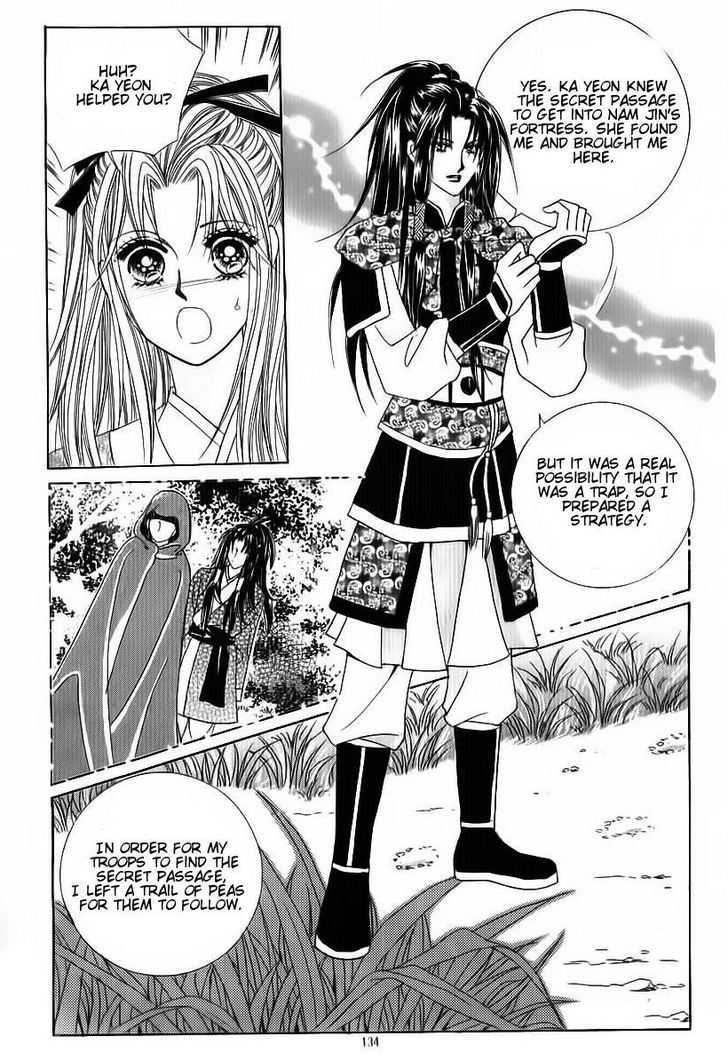 HUH?
KA YEON
HELPED YOU?
YES. KA YEON KNEW
THE SECRET PASSAGE
TO GET INTO NAM JIN'S
FORTRESS. SHE FOUND
ME AND BROUGHT ME
HERE.
BUT IT WAS A REAL
POSSIBILITY THAT IT
WAS A TRAP, SO I
PREPARED A
STRATEGY.
IN ORDER FOR MY
TROOPS TO FIND THE
SECRET PASSAGE,
I LEFT A TRAIL OF PEAS
FOR THEM TO FOLLOW.
134